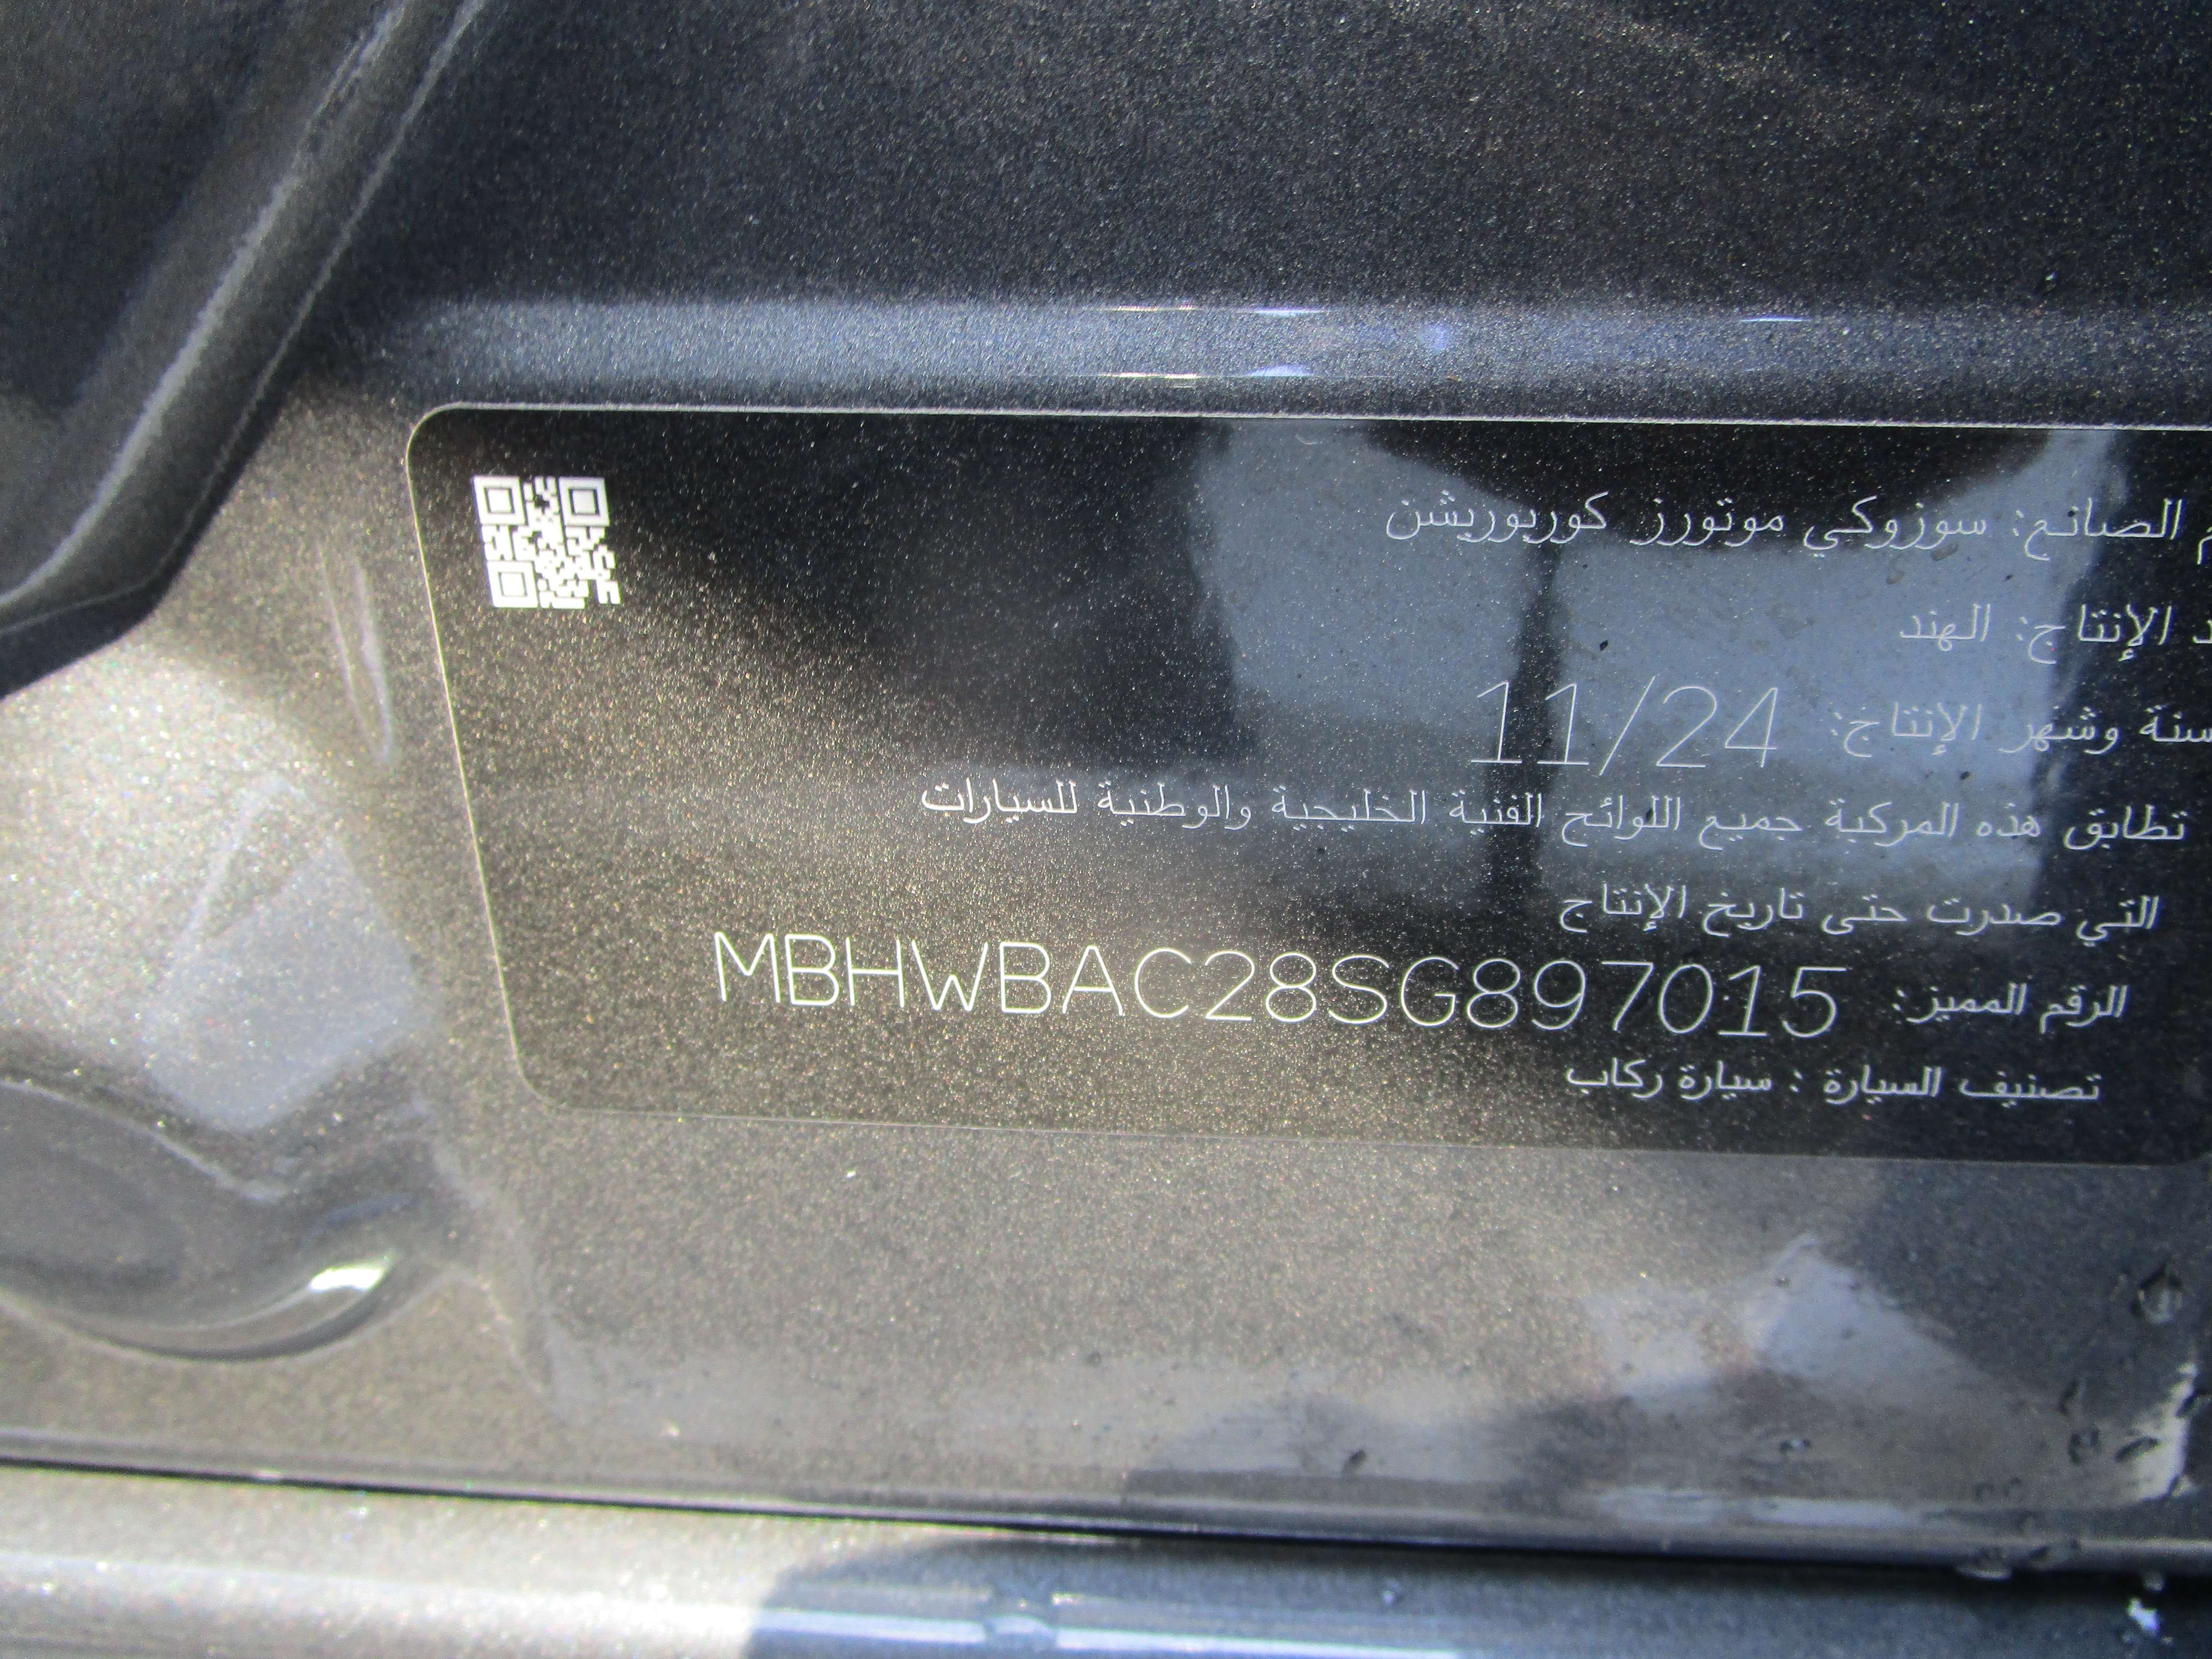 الصانع: سوزوكي موتورز كوربوريشن
الإنتاج: الهند
سنة وشهر الإنتاج: 11/24
تطابق هذه المركبة جميع اللوائح الفنية الخليجية والوطنية للسيارات
التي صدرت حتى تاريخ الإنتاج
الرقم المميز: MBHWBAC28SG897015
تصنيف السيارة : سيارة ركاب